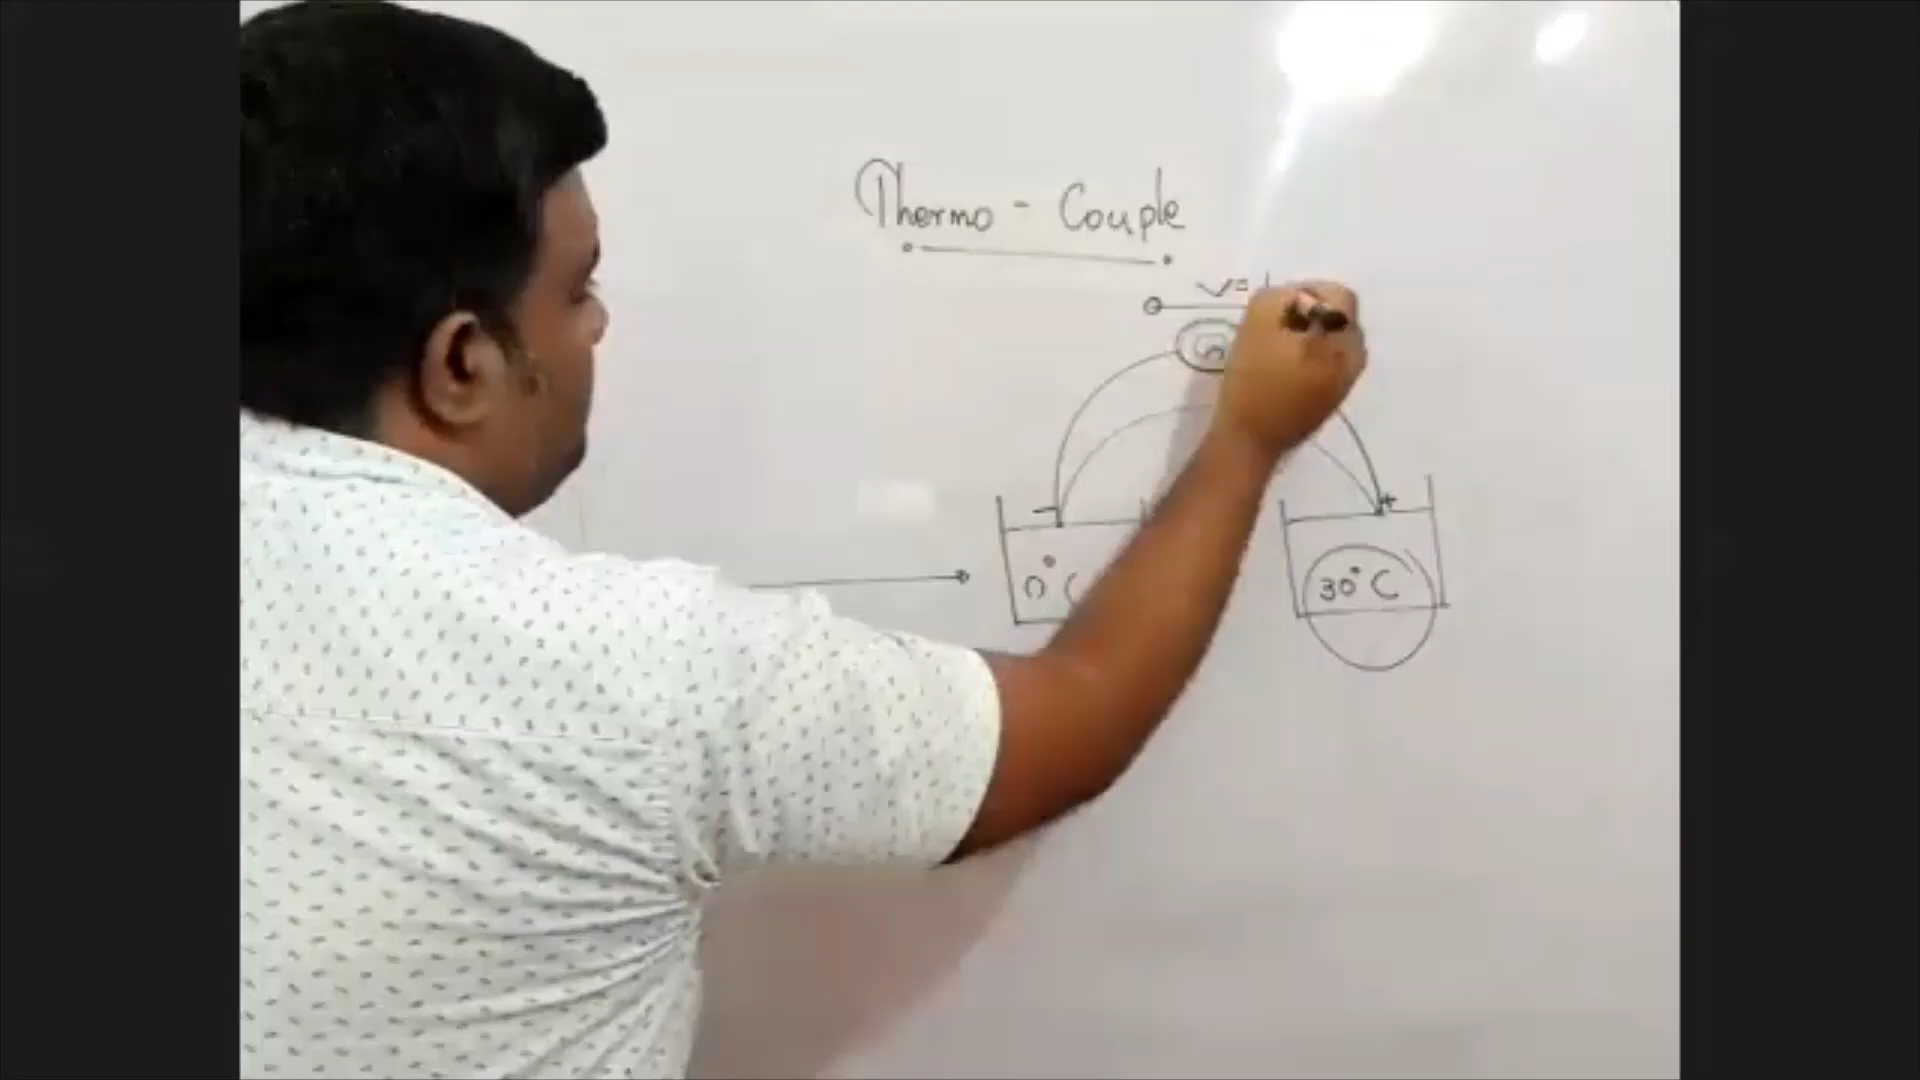 Thermo - Couple
V =
G
- +
0°C 30°C